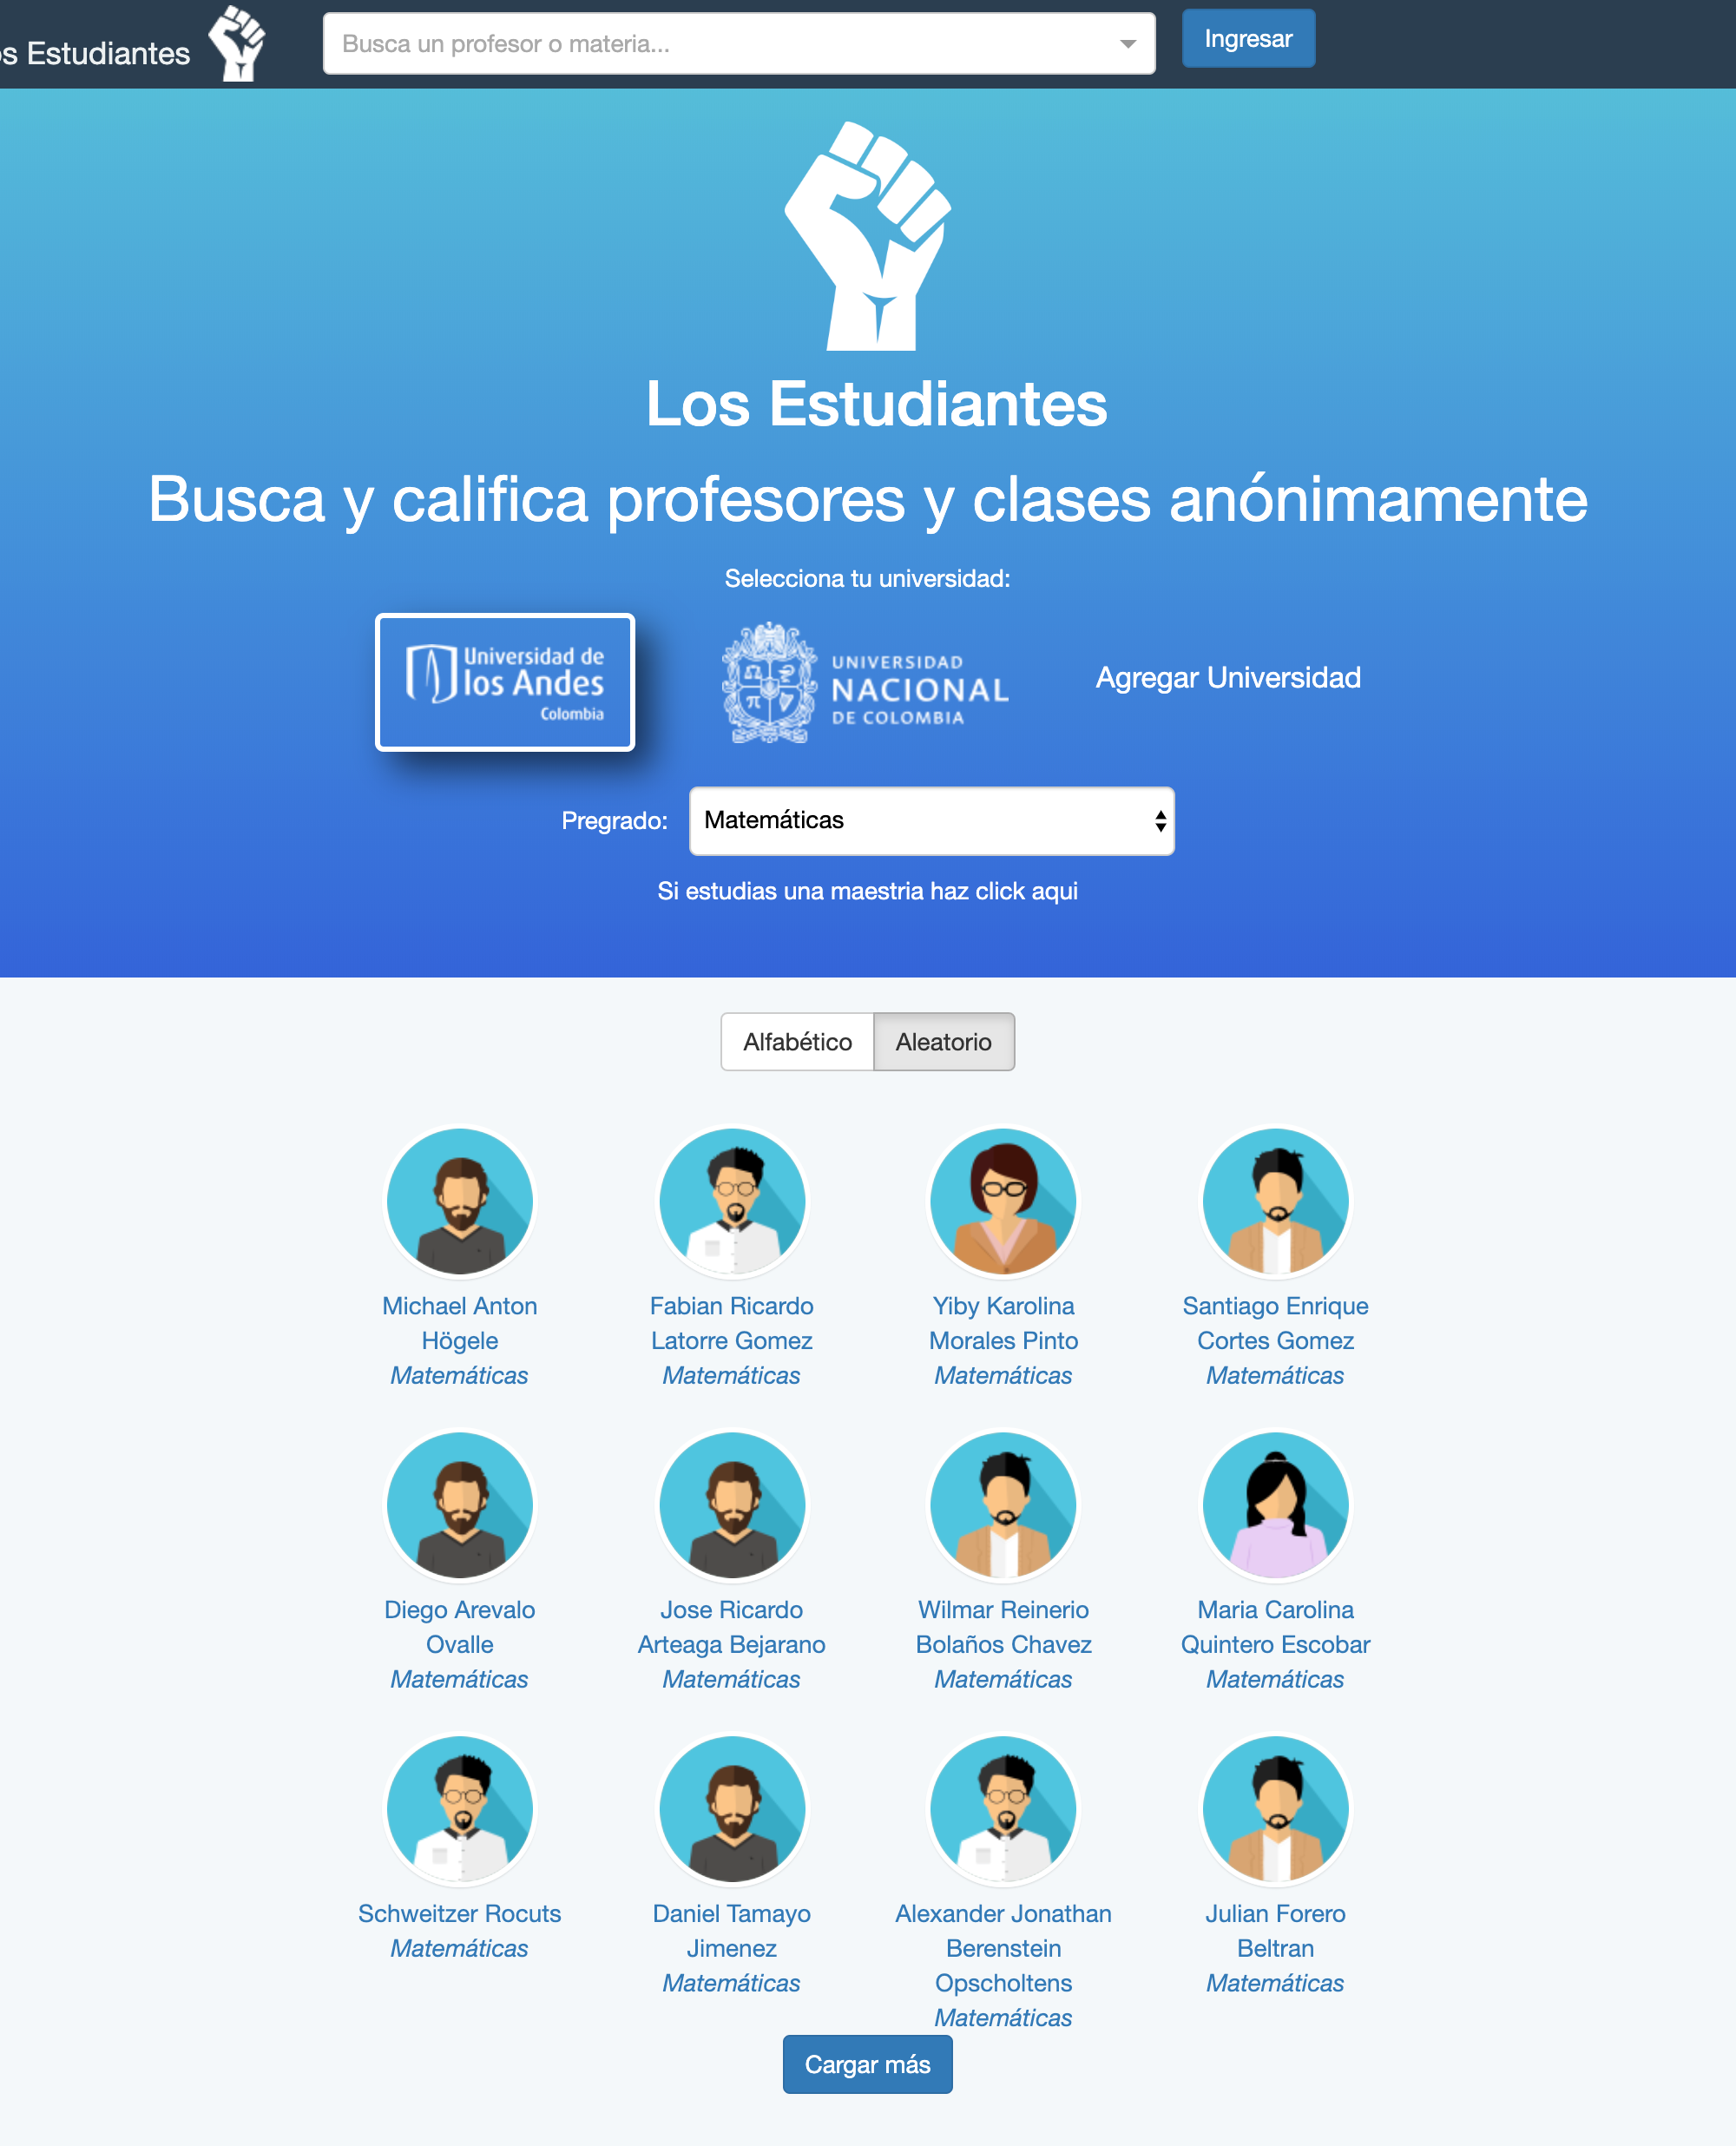 s Estudiantes
Busca un profesor o materia...
Ingresar
Los Estudiantes
Busca y califica profesores y clases anónimamente
Selecciona tu universidad:
Universidad de
los Andes
Colombia
UNIVERSIDAD
NACIONAL
DE COLOMBIA
Agregar Universidad
Pregrado:
Matemáticas
Si estudias una maestria haz click aqui
Alfabético
Aleatorio
Michael Anton
Högele
Matemáticas
Fabian Ricardo
Latorre Gomez
Matemáticas
Yiby Karolina
Morales Pinto
Matemáticas
Santiago Enrique
Cortes Gomez
Matemáticas
Diego Arevalo
Ovalle
Matemáticas
Jose Ricardo
Arteaga Bejarano
Matemáticas
Wilmar Reinerio
Bolaños Chavez
Matemáticas
Maria Carolina
Quintero Escobar
Matemáticas
Schweitzer Rocuts
Matemáticas
Daniel Tamayo
Jimenez
Matemáticas
Alexander Jonathan
Berenstein
Opscholtens
Matemáticas
Julian Forero
Beltran
Matemáticas
Cargar más